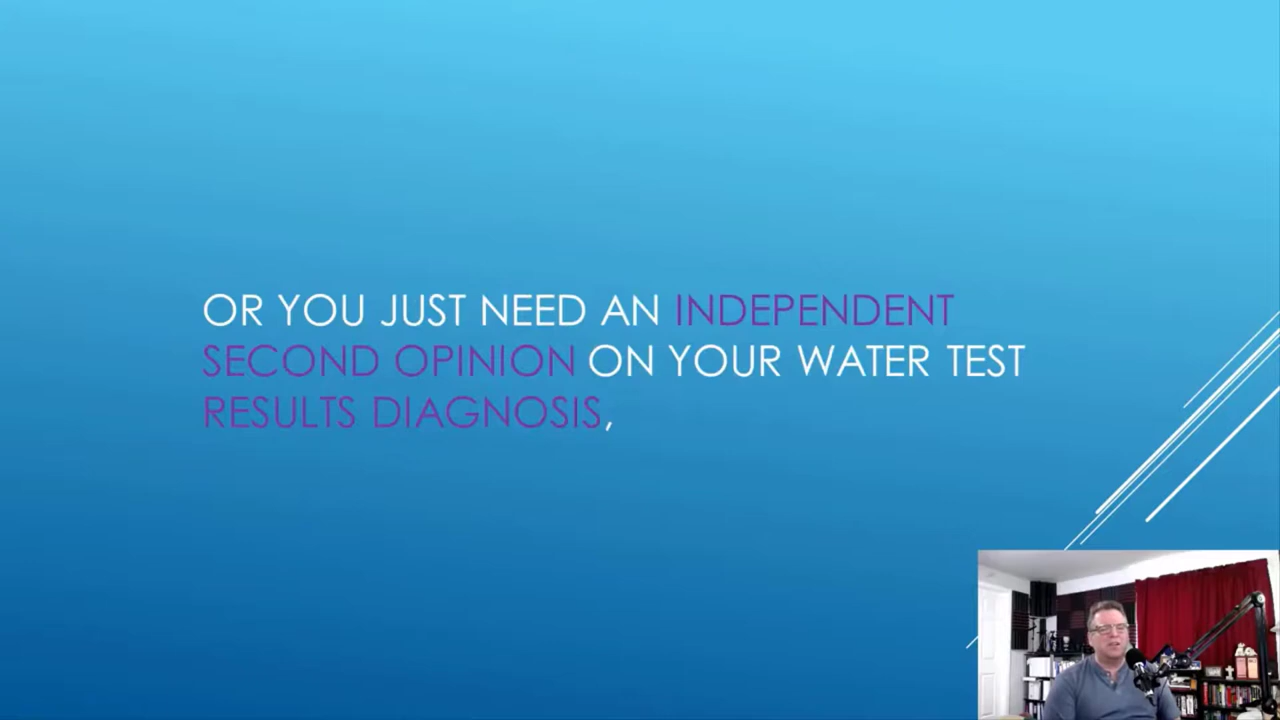 OR YOU JUST NEED AN INDEPENDENT
SECOND OPINION ON YOUR WATER TEST
RESULTS DIAGNOSIS,